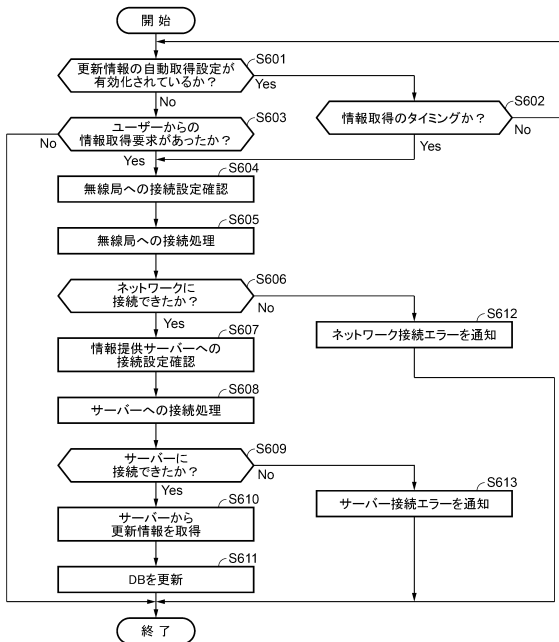 開 始
S601
更新情報の自動取得設定が
有効化されているか？
Yes
No
S602
情報取得のタイミングか？
No
Yes
S603
ユーザーからの
情報取得要求があったか？
No
Yes
S604
無線局への接続設定確認
S605
無線局への接続処理
S606
ネットワークに
接続できたか？
No
Yes
S612
ネットワーク接続エラーを通知
S607
情報提供サーバーへの
接続設定確認
S608
サーバーへの接続処理
S609
サーバーに
接続できたか？
No
Yes
S613
サーバー接続エラーを通知
S610
サーバーから
更新情報を取得
S611
DBを更新
終 了